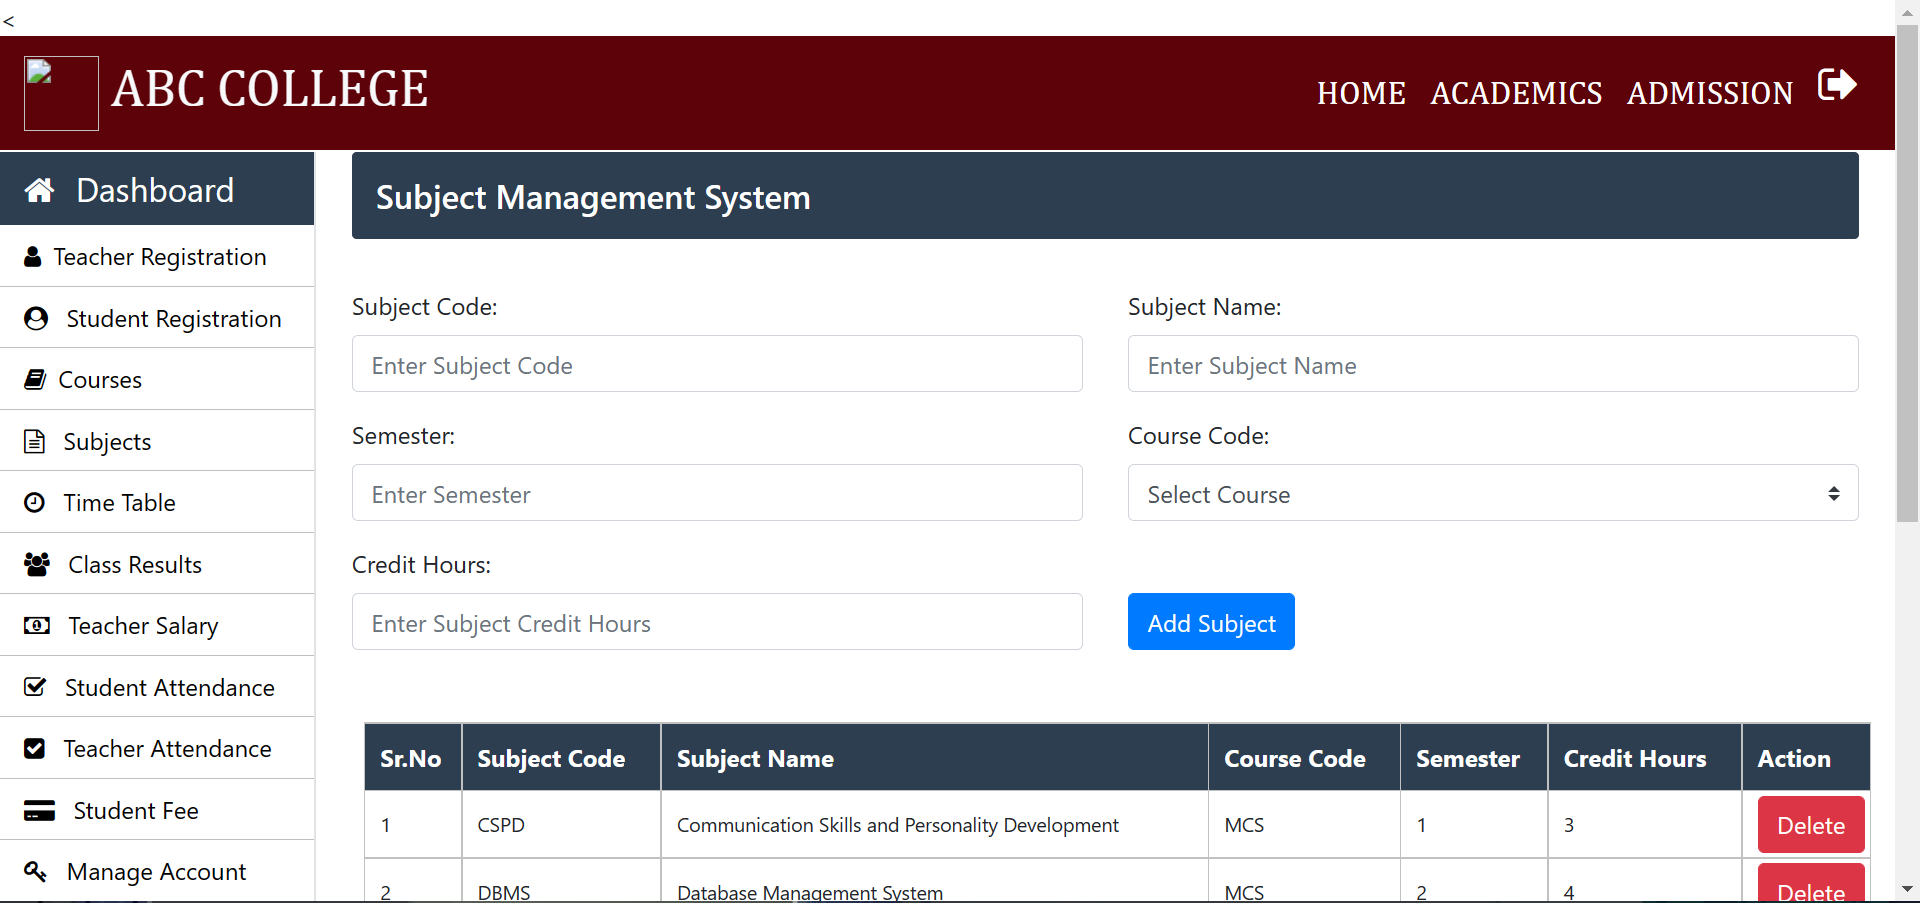 <
ABC COLLEGE
HOME ACADEMICS ADMISSION
Dashboard
Teacher Registration
Student Registration
Courses
Subjects
Time Table
Class Results
Teacher Salary
Student Attendance
Teacher Attendance
Student Fee
Manage Account
Subject Management System
Subject Code:
Enter Subject Code
Subject Name:
Enter Subject Name
Semester:
Enter Semester
Course Code:
Select Course
Credit Hours:
Enter Subject Credit Hours
Add Subject
Sr.No Subject Code Subject Name Course Code Semester Credit Hours Action
1 CSPD Communication Skills and Personality Development MCS 1 3 Delete
2 DBMS Database Management System MCS 2 4 Delete